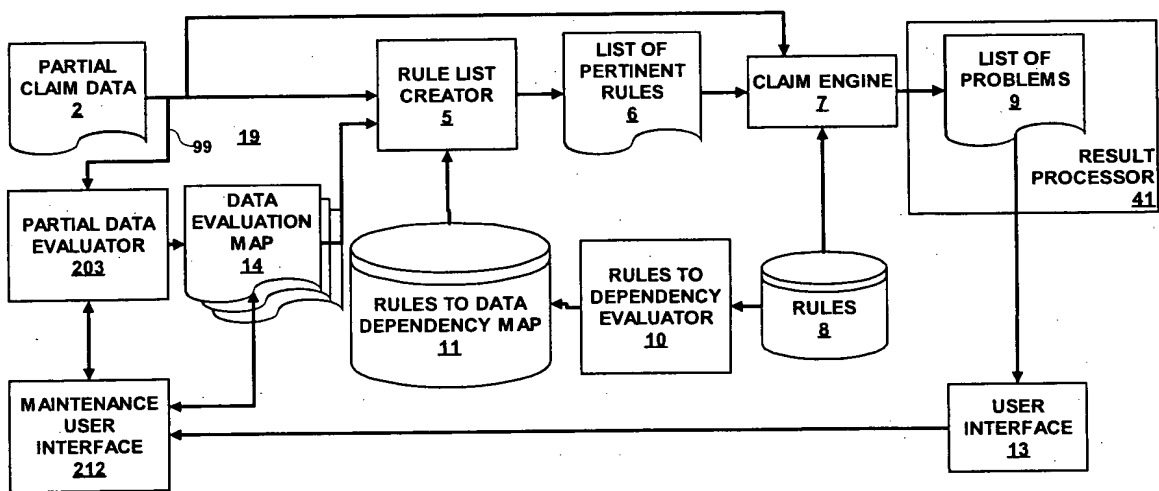 PARTIAL
CLAIM DATA
2
99
19
RULE LIST
CREATOR
5
LIST OF
PERTINENT
RULES
6
CLAIM ENGINE
7
LIST OF
PROBLEMS
9
RESULT
PROCESSOR
41
PARTIAL DATA
EVALUATOR
203
DATA
EVALUATION
MAP
14
RULES TO DATA
DEPENDENCY MAP
11
RULES TO
DEPENDENCY
EVALUATOR
10
RULES
8
MAINTENANCE
USER
INTERFACE
212
USER
INTERFACE
13